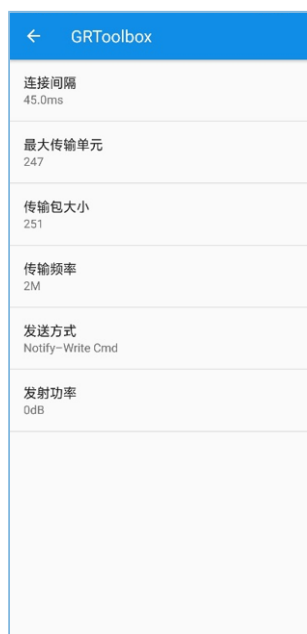 GRToolbox
连接间隔
45.0ms
最大传输单元
247
传输包大小
251
传输频率
2M
发送方式
Notify-Write Cmd
发射功率
0dB